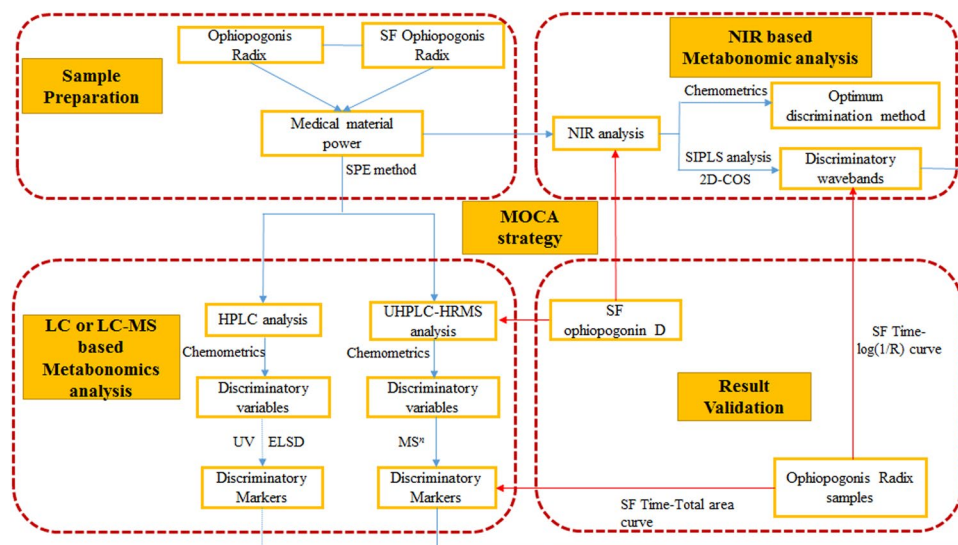 Sample
Preparation
Ophiopogonis
Radix
SF Ophiopogonis
Radix
Medical material
power
SPE method
NIR based
Metabonomic analysis
NIR analysis
Chemometrics
Optimum
discrimination method
SIPLS analysis
2D-COS
Discriminatory
wavebands
MOCA
strategy
LC or LC-MS
based
Metabonomics
analysis
HPLC analysis
Chemometrics
Discriminatory
variables
UV ELSD
Discriminatory
Markers
UHPLC-HRMS
analysis
Chemometrics
Discriminatory
variables
MSⁿ
Discriminatory
Markers
SF
ophiopogonin D
SF Time-
log(1/R) curve
Result
Validation
Ophiopogonis Radix
samples
SF Time-Total area
curve